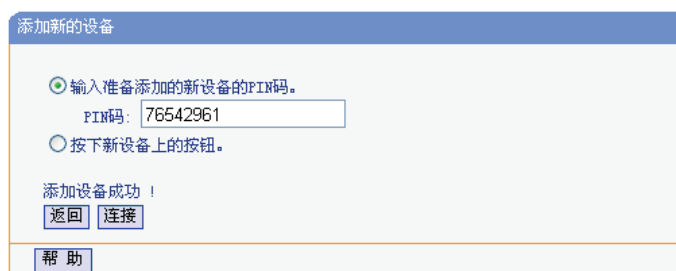 添加新的设备
输入准备添加的新设备的PIN码。
PIN码: 76542961
按下新设备上的按钮。
添加设备成功 !
返回 连接
帮 助